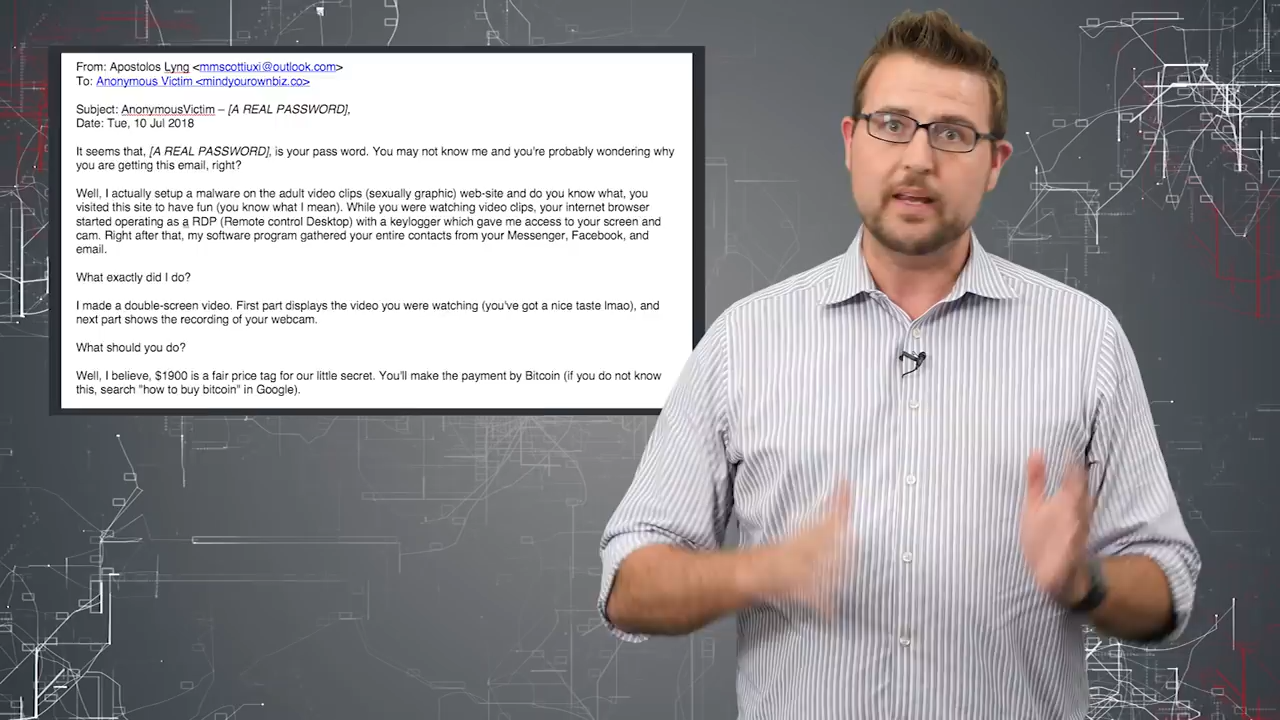 From: Apostolos Lyng <mmscottiuxi@outlook.com>
To: Anonymous Victim <mindyourownbiz.co>
Subject: AnonymousVictim – [A REAL PASSWORD],
Date: Tue, 10 Jul 2018
It seems that, [A REAL PASSWORD], is your pass word. You may not know me and you're probably wondering why
you are getting this email, right?
Well, I actually setup a malware on the adult video clips (sexually graphic) web-site and do you know what, you
visited this site to have fun (you know what I mean). While you were watching video clips, your internet browser
started operating as a RDP (Remote control Desktop) with a keylogger which gave me access to your screen and
cam. Right after that, my software program gathered your entire contacts from your Messenger, Facebook, and
email.
What exactly did I do?
I made a double-screen video. First part displays the video you were watching (you've got a nice taste lmao), and
next part shows the recording of your webcam.
What should you do?
Well, I believe, $1900 is a fair price tag for our little secret. You'll make the payment by Bitcoin (if you do not know
this, search "how to buy bitcoin" in Google).